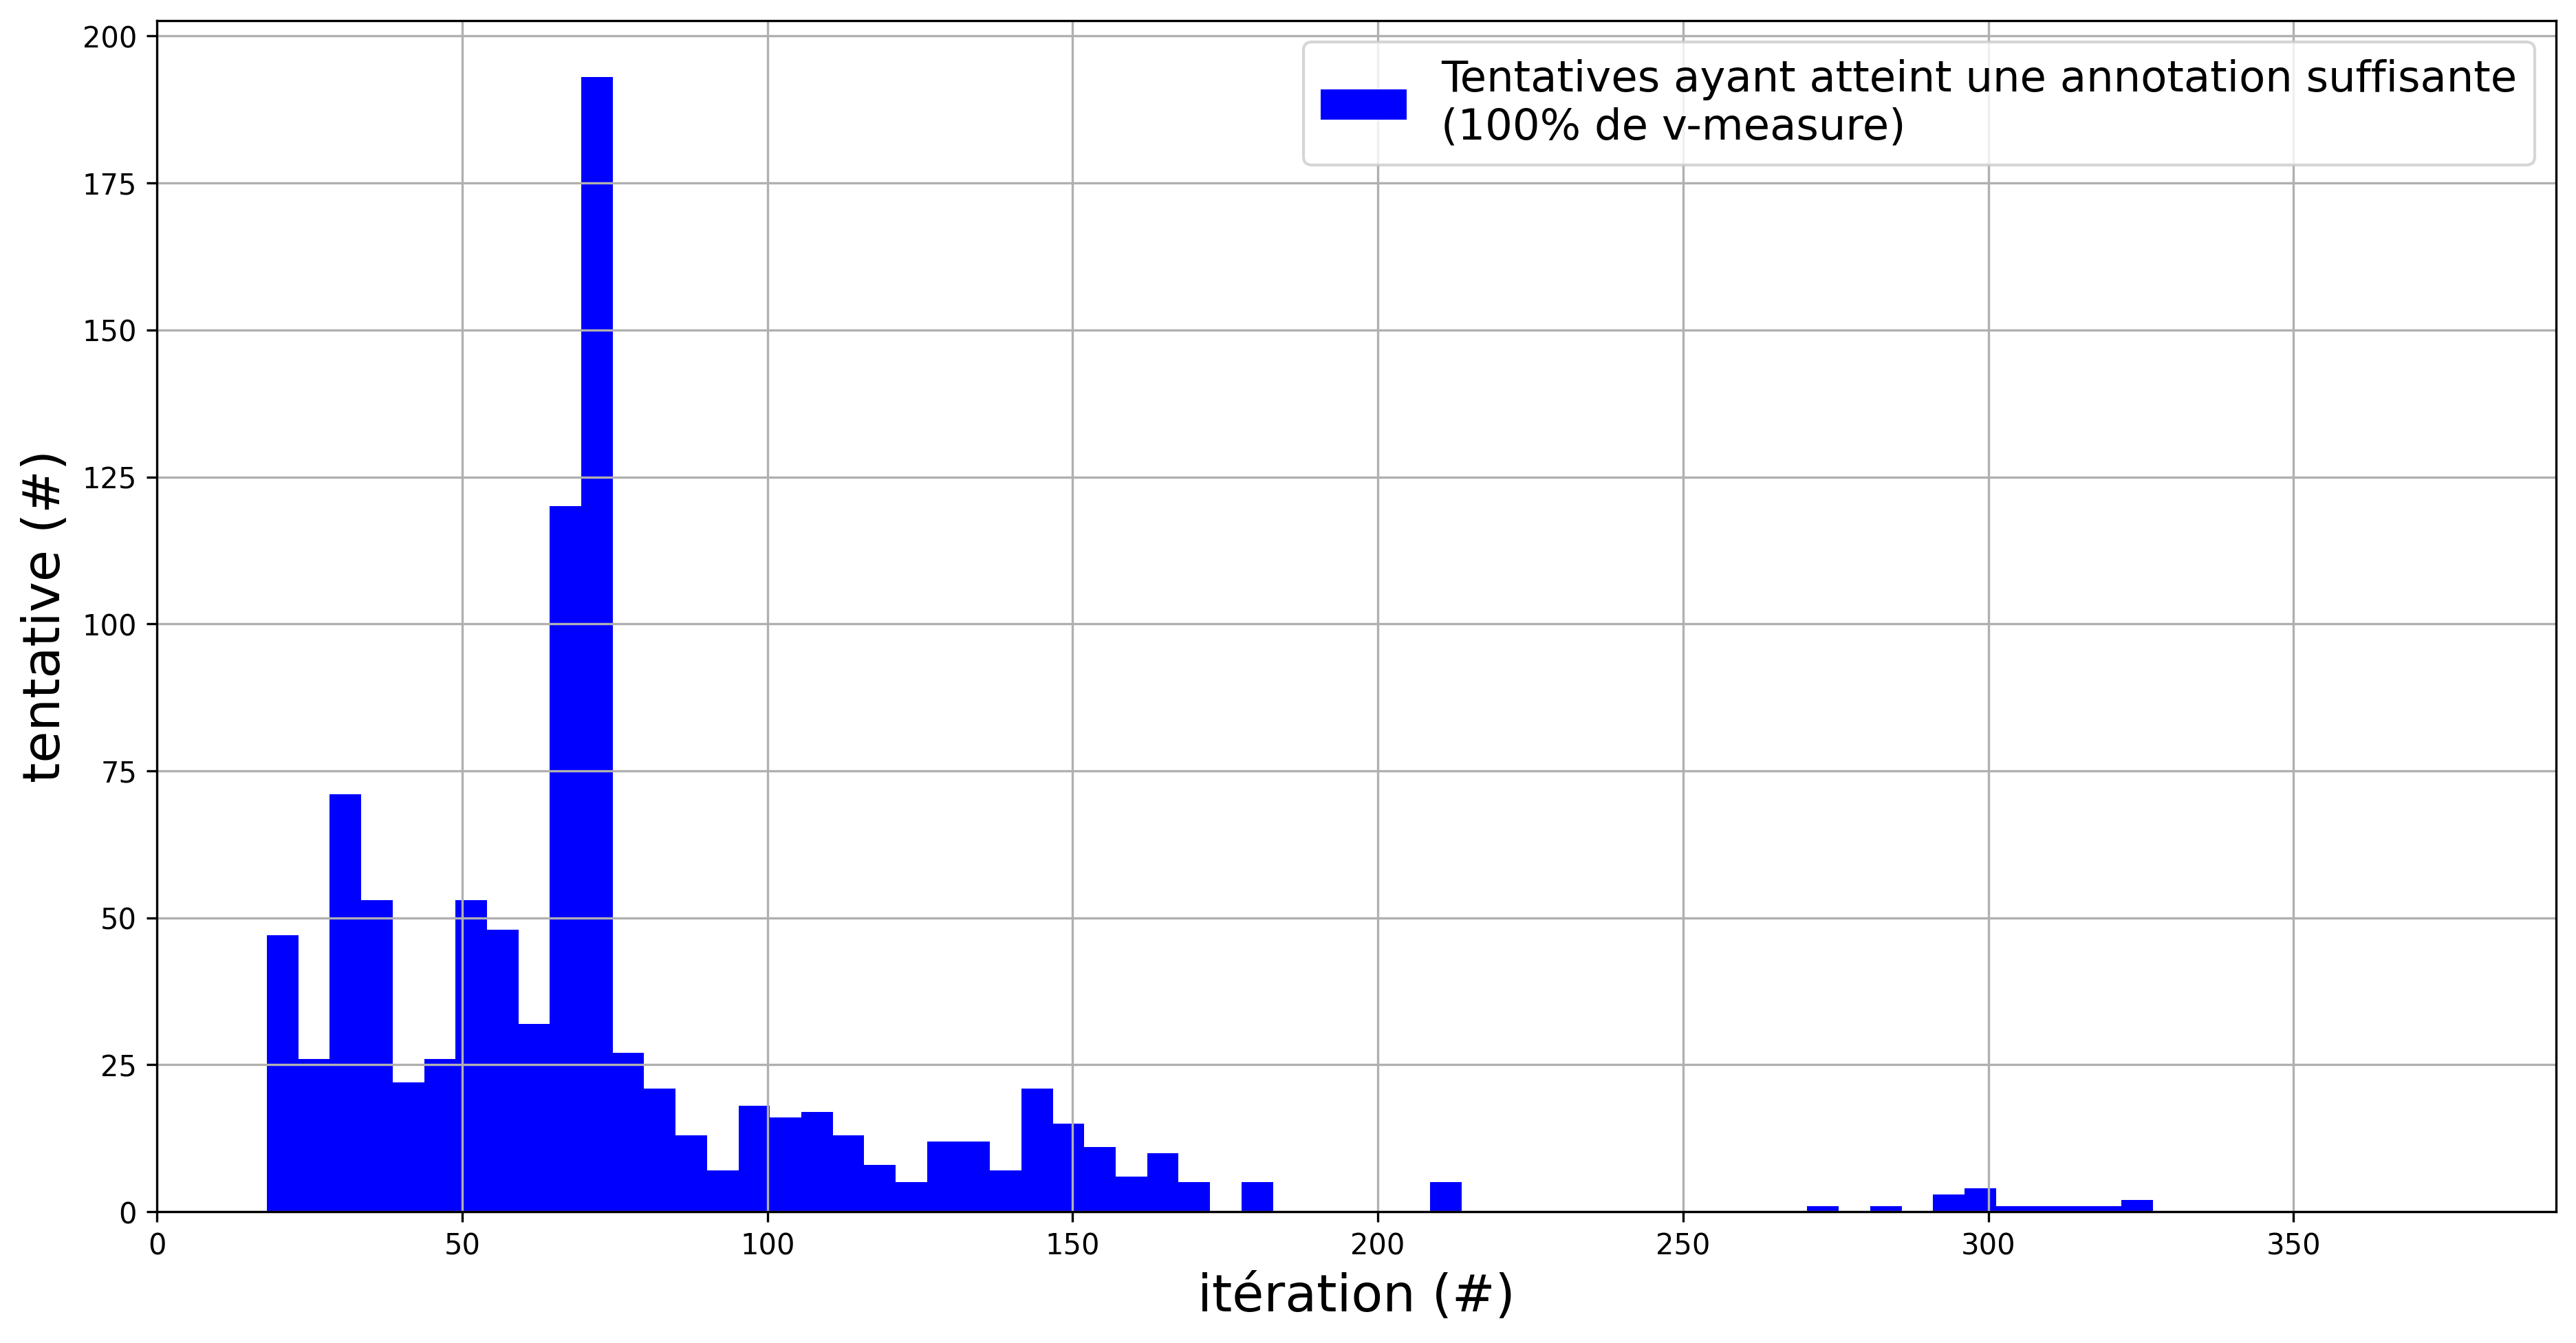 Tentatives ayant atteint une annotation suffisante
(100% de v-measure)
200
175
150
125
100
75
50
25
0
tentative (#)
0 50 100 150 200 250 300 350
itération (#)